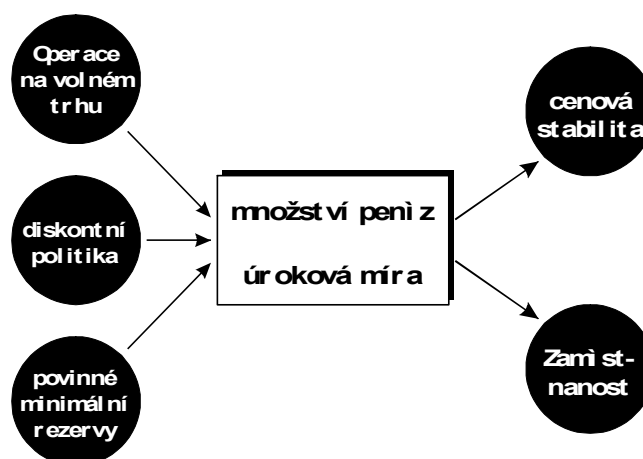 Operace
na volném
trhu
diskontní
politika
povinné
minimální
rezervy
množství penìz
úroková míra
cenová
stabilita
Zamìst-
nanost